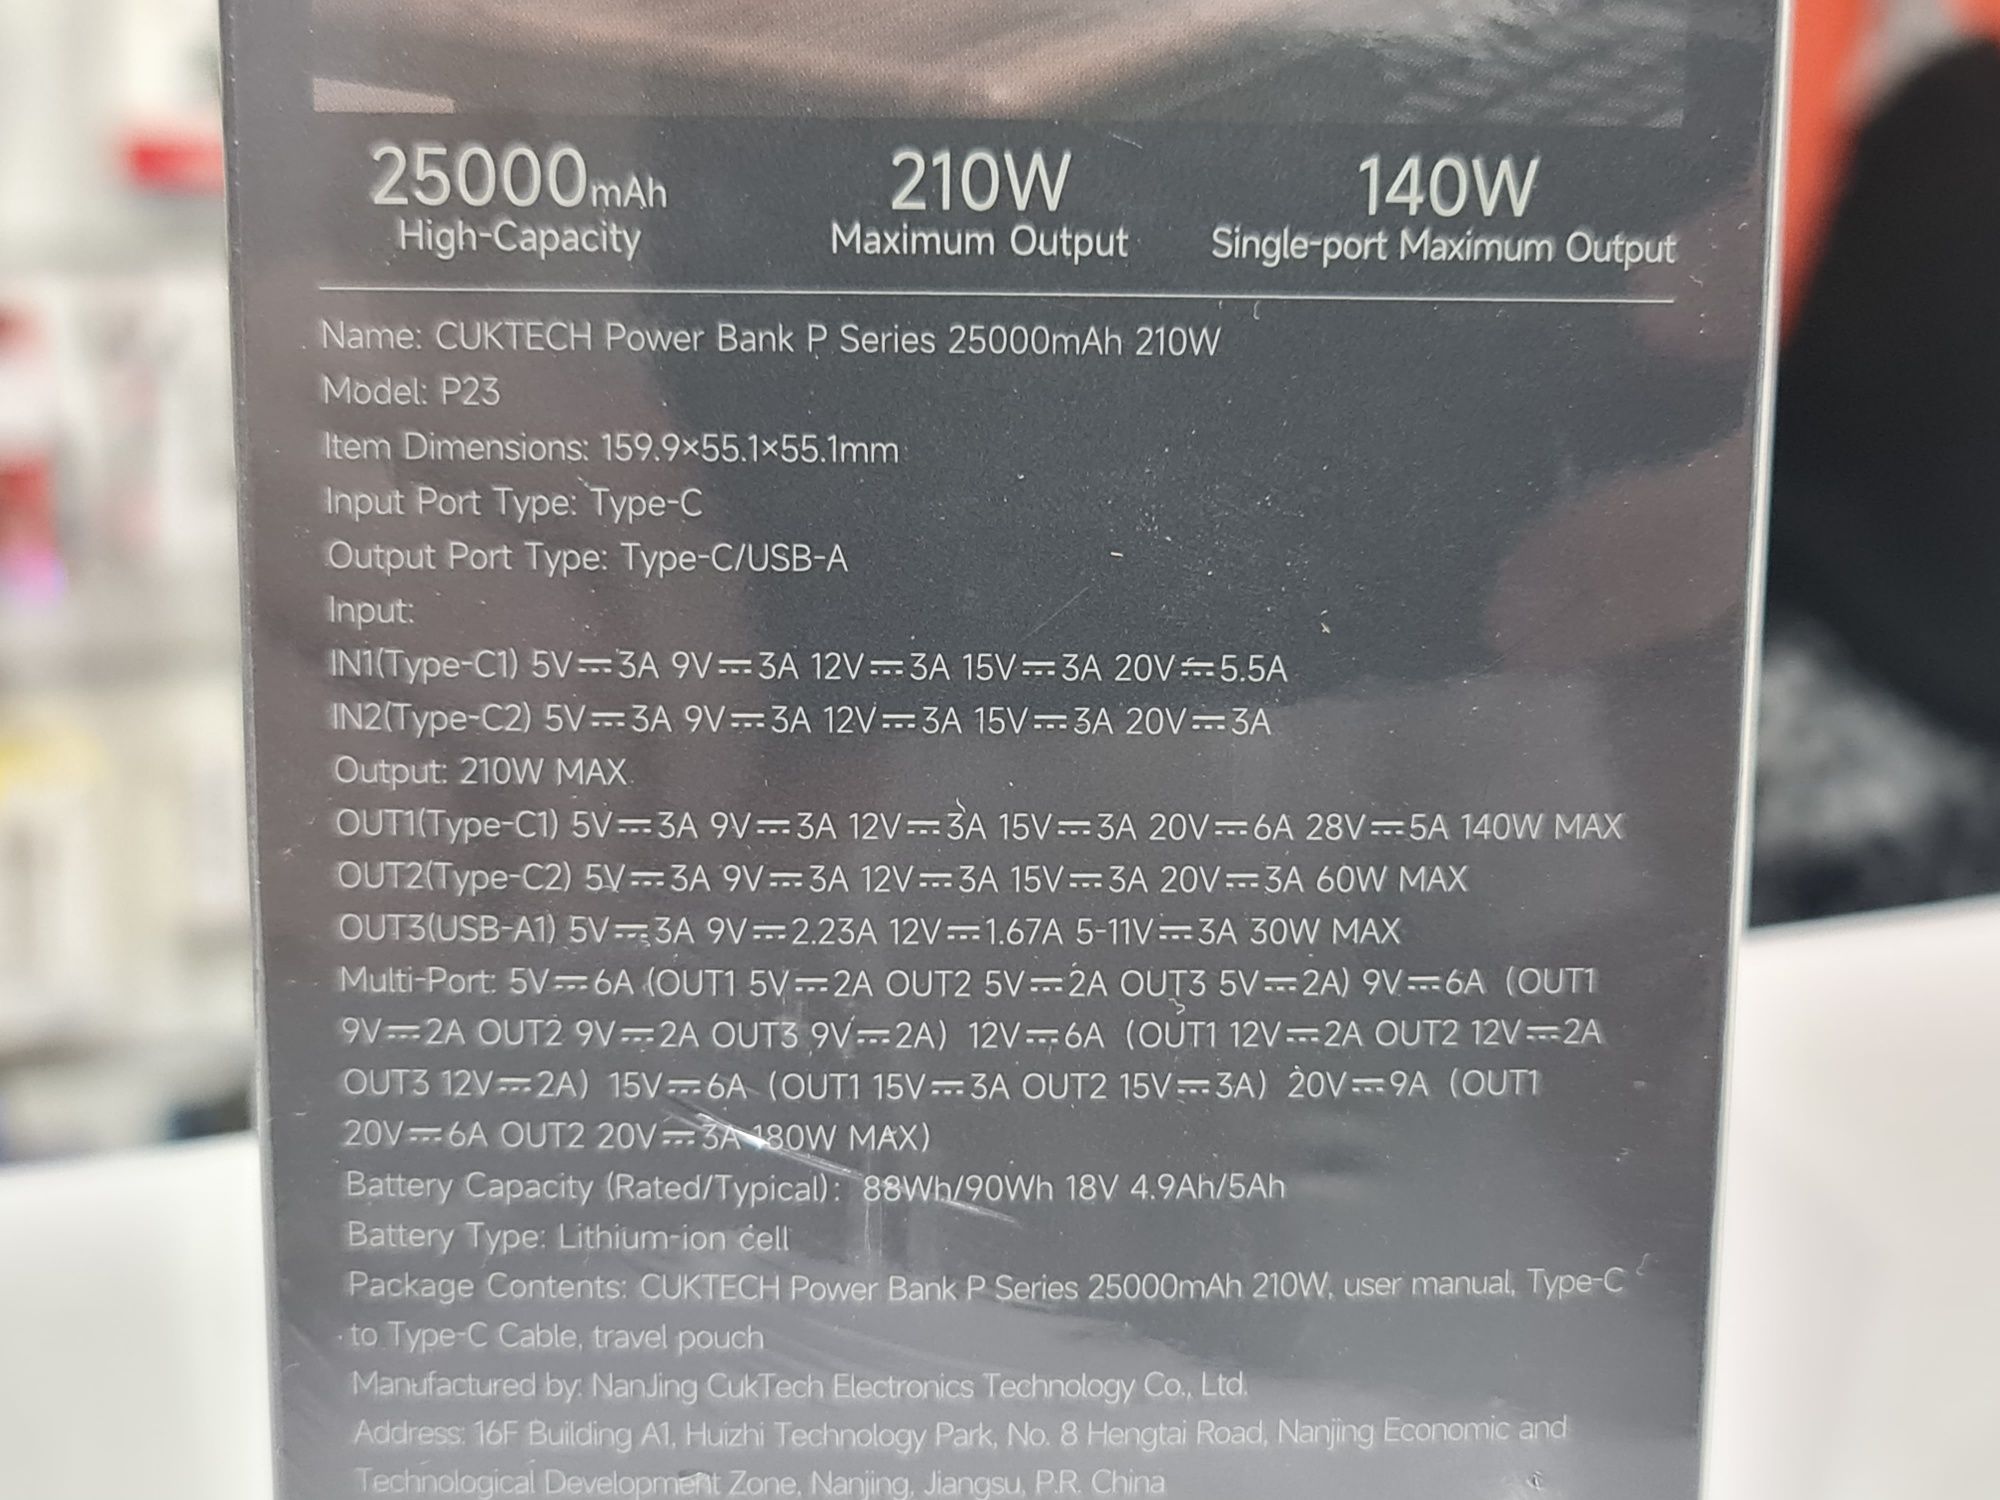 25000mAh 210W 140W
High-Capacity Maximum Output Single-port Maximum Output
Name: CUKTECH Power Bank P Series 25000mAh 210W
Model: P23
Item Dimensions: 159.9×55.1×55.1mm
Input Port Type: Type-C
Output Port Type: Type-C/USB-A
Input:
IN1(Type-C1) 5V⎓3A 9V⎓3A 12V⎓3A 15V⎓3A 20V⎓5.5A
IN2(Type-C2) 5V⎓3A 9V⎓3A 12V⎓3A 15V⎓3A 20V⎓3A
Output: 210W MAX
OUT1(Type-C1) 5V⎓3A 9V⎓3A 12V⎓3A 15V⎓3A 20V⎓6A 28V⎓5A 140W MAX
OUT2(Type-C2) 5V⎓3A 9V⎓3A 12V⎓3A 15V⎓3A 20V⎓3A 60W MAX
OUT3(USB-A1) 5V⎓3A 9V⎓2.23A 12V⎓1.67A 5-11V⎓3A 30W MAX
Multi-Port: 5V⎓6A (OUT1 5V⎓2A OUT2 5V⎓2A OUT3 5V⎓2A) 9V⎓6A (OUT1
9V⎓2A OUT2 9V⎓2A OUT3 9V⎓2A) 12V⎓6A (OUT1 12V⎓2A OUT2 12V⎓2A
OUT3 12V⎓2A) 15V⎓6A (OUT1 15V⎓3A OUT2 15V⎓3A) 20V⎓9A (OUT1
20V⎓6A OUT2 20V⎓3A 180W MAX)
Battery Capacity (Rated/Typical): 88Wh/90Wh 18V 4.9Ah/5Ah
Battery Type: Lithium-ion cell
Package Contents: CUKTECH Power Bank P Series 25000mAh 210W, user manual, Type-C
to Type-C Cable, travel pouch
Manufactured by: NanJing CukTech Electronics Technology Co., Ltd.
Address: 16F Building A1, Huizhi Technology Park, No. 8 Hengtai Road, Nanjing Economic and
Technological Development Zone, Nanjing, Jiangsu, P.R. China